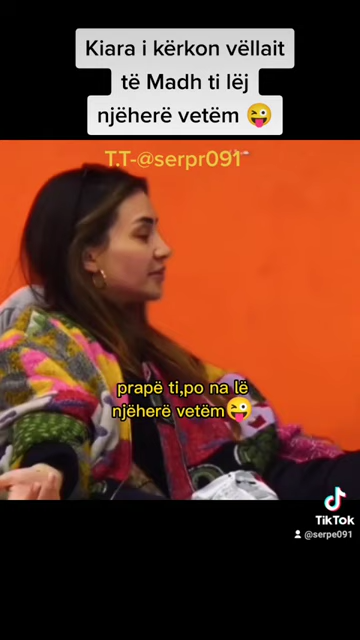 Kiara i kërkon vëllait
të Madh ti lëj
njëherë vetëm 😜
T.T-@serpr091
prapë ti,po na lë
njëherë vetëm😜
TikTok
@serpe091